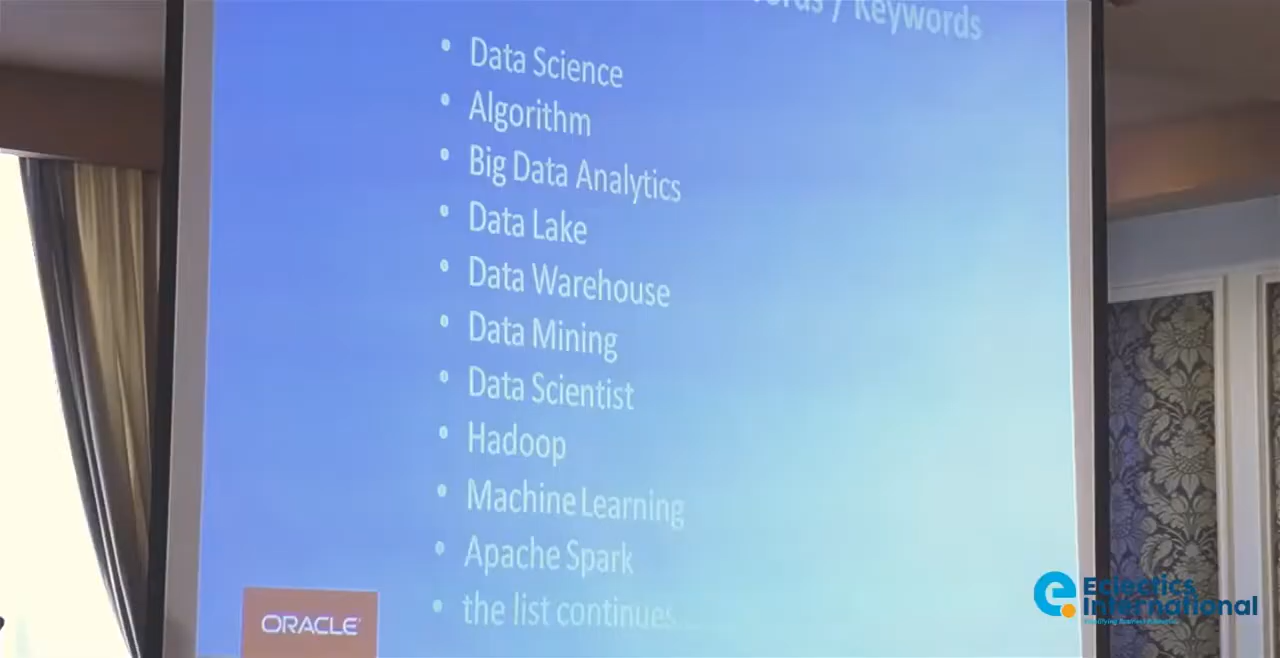 / Keywords
• Data Science
• Algorithm
• Big Data Analytics
• Data Lake
• Data Warehouse
• Data Mining
• Data Scientist
• Hadoop
• Machine Learning
• Apache Spark
• the list continues.....
ORACLE
Eclectics
International